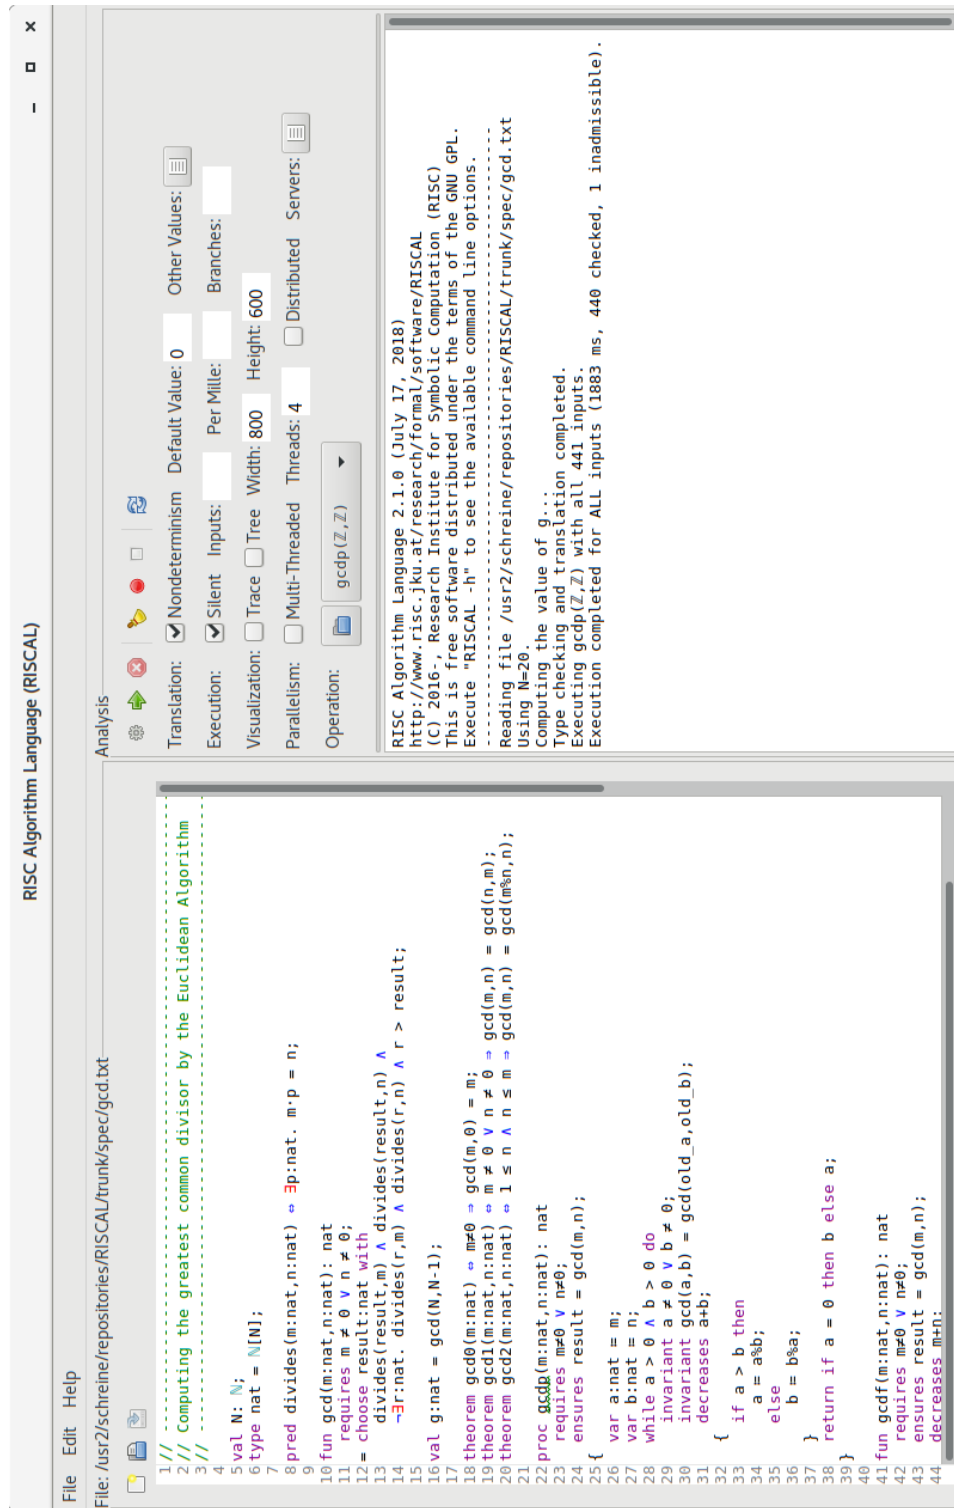 RISC Algorithm Language (RISCAL)
File Edit Help
File: /usr2/schreine/repositories/RISCAL/trunk/spec/gcd.txt
1 //
2 // Computing the greatest common divisor by the Euclidean Algorithm
3 //
4
5 val N: ℕ;
6 type nat = ℕ[N];
7
8 pred divides(m:nat,n:nat) ⇔ ∃p:nat. m·p = n;
9
10 fun gcd(m:nat,n:nat): nat
11 requires m ≠ 0 ∨ n ≠ 0;
12 = choose result:nat with
13 divides(result,m) ∧ divides(result,n) ∧
14 ¬∃r:nat. divides(r,m) ∧ divides(r,n) ∧ r > result;
15
16 val g:nat = gcd(N,N-1);
17
18 theorem gcd0(m:nat) ⇔ m≠0 ⇒ gcd(m,0) = m;
19 theorem gcd1(m:nat,n:nat) ⇔ m ≠ 0 ∨ n ≠ 0 ⇒ gcd(m,n) = gcd(n,m);
20 theorem gcd2(m:nat,n:nat) ⇔ 1 ≤ n ∧ n ≤ m ⇒ gcd(m,n) = gcd(m%n,n);
21
22 proc gcdp(m:nat,n:nat): nat
23 requires m≠0 ∨ n≠0;
24 ensures result = gcd(m,n);
25 {
26 var a:nat = m;
27 var b:nat = n;
28 while a > 0 ∧ b > 0 do
29 invariant a ≠ 0 ∨ b ≠ 0;
30 invariant gcd(a,b) = gcd(old_a,old_b);
31 decreases a+b;
32 {
33 if a > b then
34 a ≔ a%b;
35 else
36 b ≔ b%a;
37 }
38 return if a = 0 then b else a;
39 }
40
41 fun gcdf(m:nat,n:nat): nat
42 requires m≠0 ∨ n≠0;
43 ensures result = gcd(m,n);
44 decreases m+n;
Analysis
Translation: Nondeterminism Default Value: 0 Other Values:
Execution: Silent Inputs: Per Mille: Branches:
Visualization: Trace Tree Width: 800 Height: 600
Parallelism: Multi-Threaded Threads: 4 Distributed Servers:
Operation: gcdp(ℤ,ℤ)
RISC Algorithm Language 2.1.0 (July 17, 2018)
http://www.risc.jku.at/research/formal/software/RISCAL
(C) 2016-, Research Institute for Symbolic Computation (RISC)
This is free software distributed under the terms of the GNU GPL.
Execute "RISCAL -h" to see the available command line options.
-----------------------------------------------------------------
Reading file /usr2/schreine/repositories/RISCAL/trunk/spec/gcd.txt
Using N=20.
Computing the value of g...
Type checking and translation completed.
Executing gcdp(ℤ,ℤ) with all 441 inputs.
Execution completed for ALL inputs (1883 ms, 440 checked, 1 inadmissible).